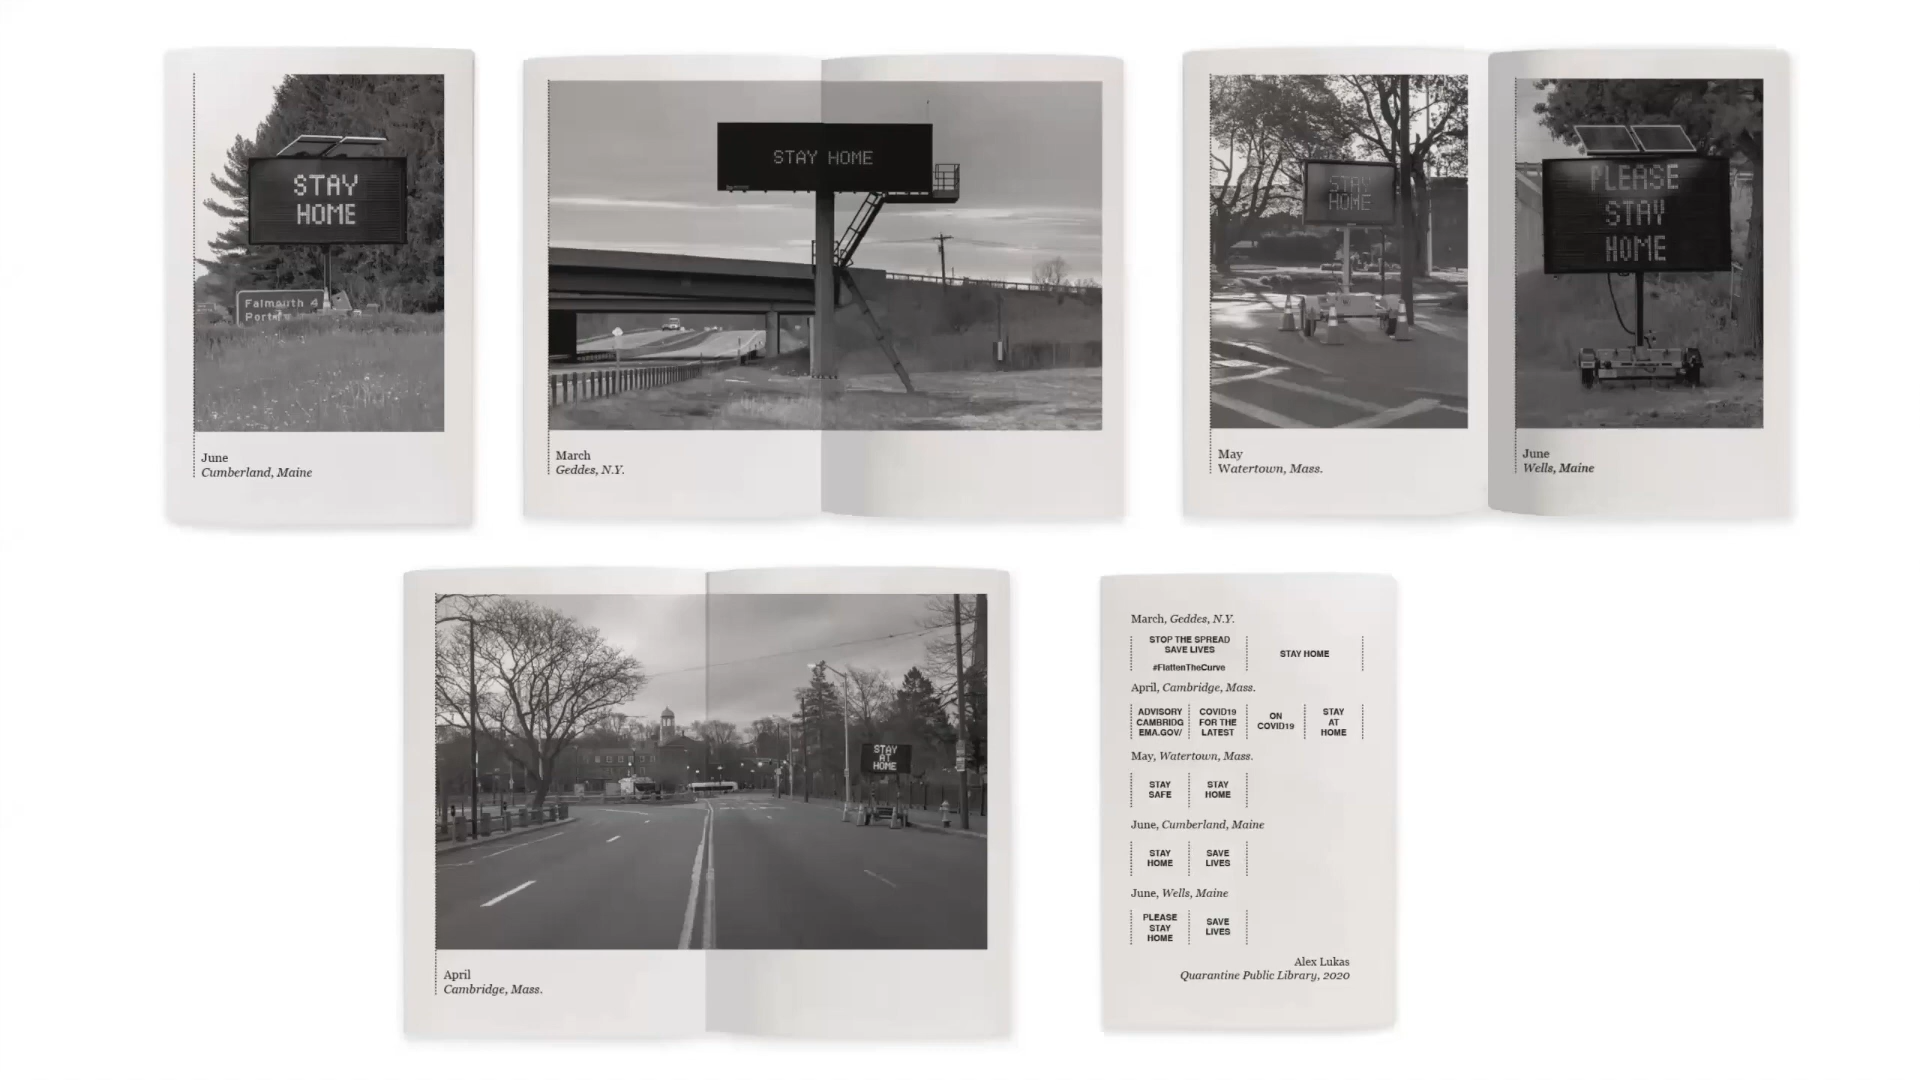 STAY
HOME
Falmouth 4
June
Cumberland, Maine
STAY HOME
March
Geddes, N.Y.
STAY
HOME
May
Watertown, Mass.
PLEASE
STAY
HOME
June
Wells, Maine
STAY
AT
HOME
April
Cambridge, Mass.
March, Geddes, N.Y.
STOP THE SPREAD
SAVE LIVES
#FlattenTheCurve
STAY HOME
April, Cambridge, Mass.
ADVISORY
CAMBRIDG
EMA.GOV/
COVID19
FOR THE
LATEST
ON
COVID19
STAY
AT
HOME
May, Watertown, Mass.
STAY
SAFE
STAY
HOME
June, Cumberland, Maine
STAY
HOME
SAVE
LIVES
June, Wells, Maine
PLEASE
STAY
HOME
SAVE
LIVES
Alex Lukas
Quarantine Public Library, 2020